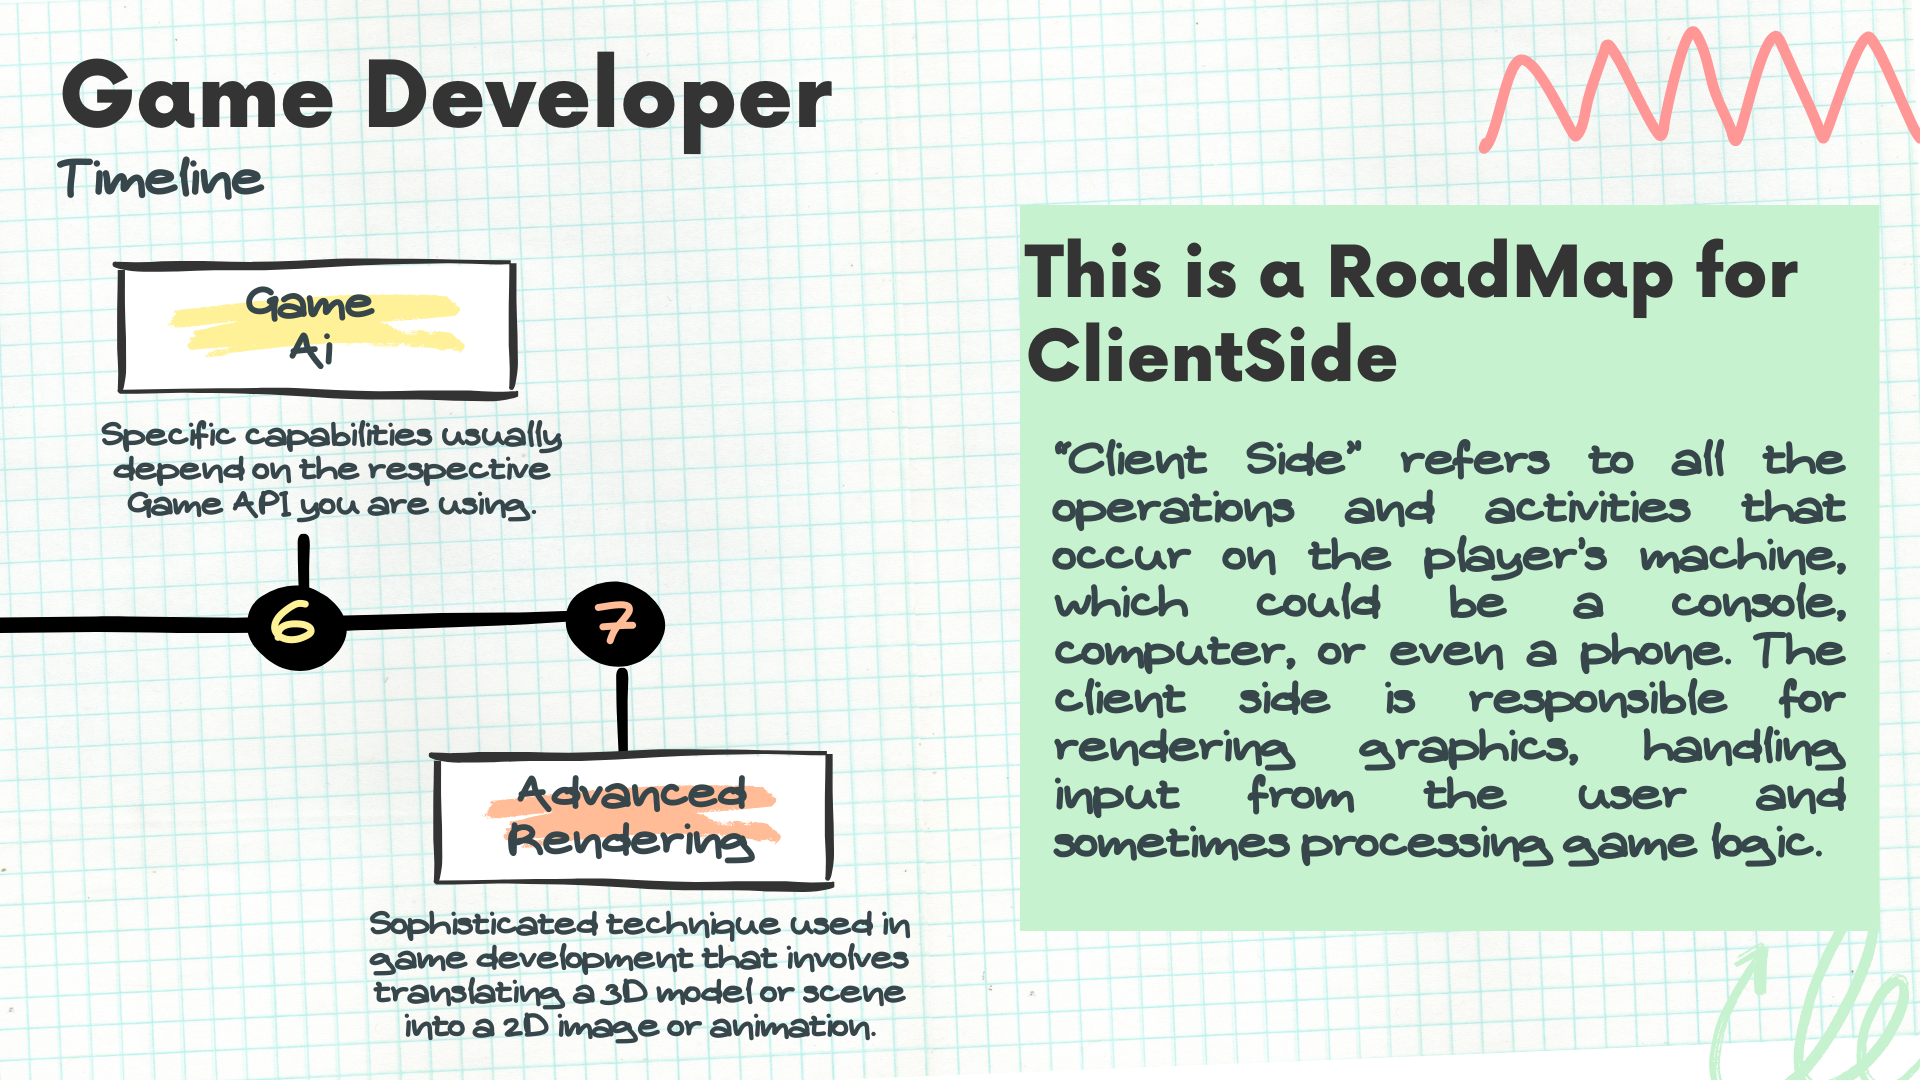 Game Developer
Timeline
Game
Ai
Specific capabilities usually
depend on the respective
Game API you are using.
6
7
Advanced
Rendering
Sophisticated technique used in
game development that involves
translating a 3D model or scene
into a 2D image or animation.
This is a RoadMap for
ClientSide
“Client Side” refers to all the
operations and activities that
occur on the player’s machine,
which could be a console,
computer, or even a phone. The
client side is responsible for
rendering graphics, handling
input from the user and
sometimes processing game logic.